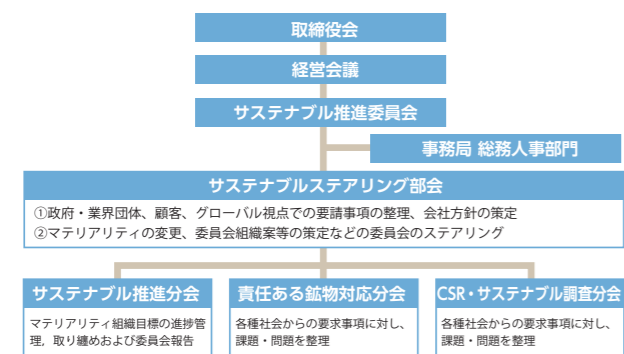 取締役会
経営会議
サステナブル推進委員会
事務局 総務人事部門
サステナブルステアリング部会
①政府・業界団体、顧客、グローバル視点での要請事項の整理、会社方針の策定
②マテリアリティの変更、委員会組織案等の策定などの委員会のステアリング
サステナブル推進分会
マテリアリティ組織目標の進捗管
理，取り纏めおよび委員会報告
責任ある鉱物対応分会
各種社会からの要求事項に対し、
課題・問題を整理
CSR・サステナブル調査分会
各種社会からの要求事項に対し、
課題・問題を整理